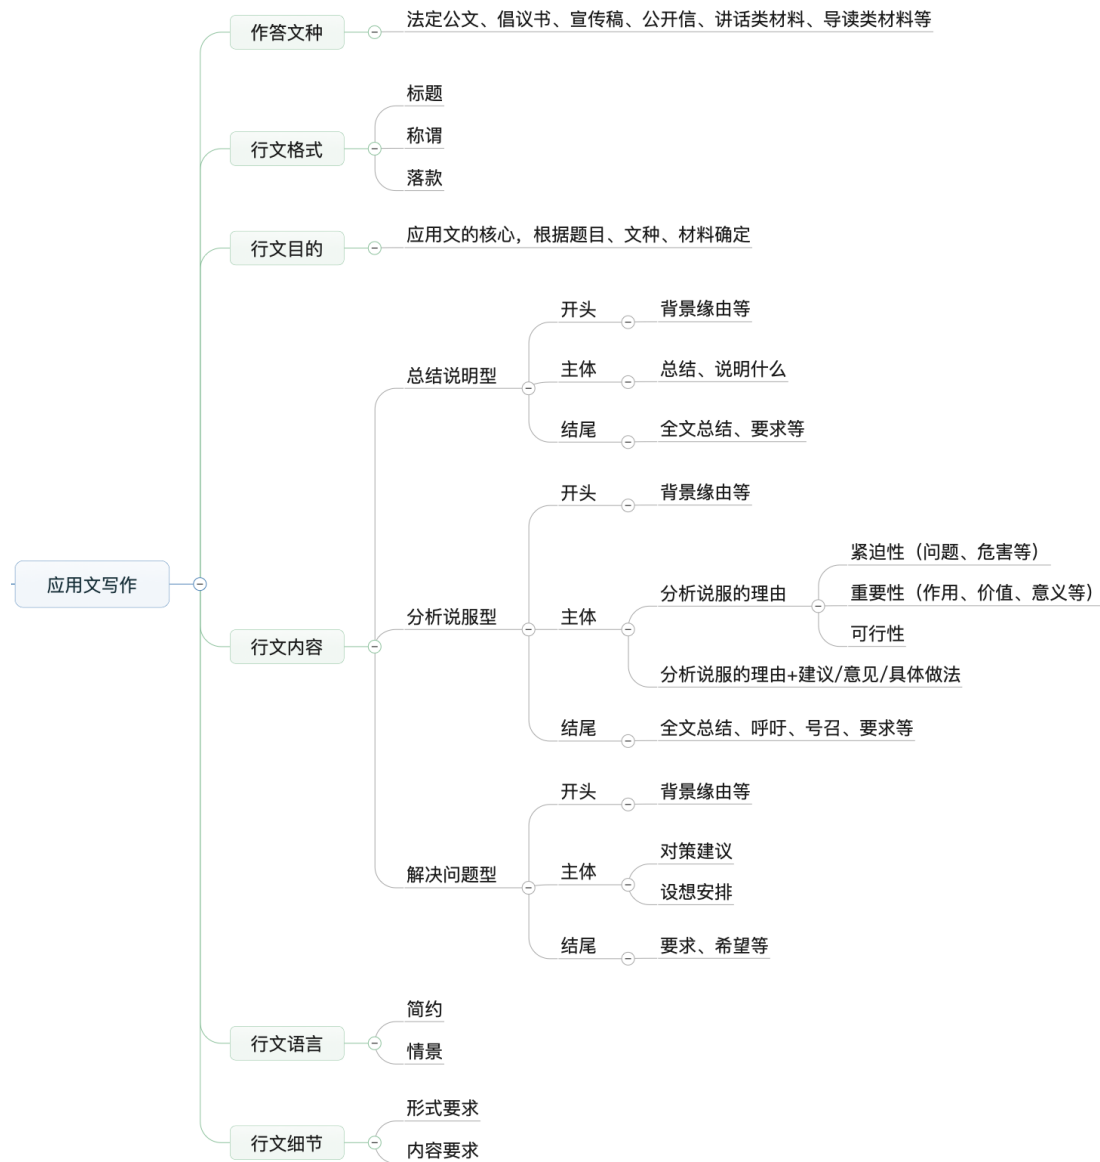 应用文写作
作答文种
法定公文、倡议书、宣传稿、公开信、讲话类材料、导读类材料等
行文格式
标题
称谓
落款
行文目的
应用文的核心，根据题目、文种、材料确定
行文内容
总结说明型
开头
背景缘由等
主体
总结、说明什么
结尾
全文总结、要求等
分析说服型
开头
背景缘由等
主体
分析说服的理由
紧迫性（问题、危害等）
重要性（作用、价值、意义等）
可行性
分析说服的理由+建议/意见/具体做法
结尾
全文总结、呼吁、号召、要求等
解决问题型
开头
背景缘由等
主体
对策建议
设想安排
结尾
要求、希望等
行文语言
简约
情景
行文细节
形式要求
内容要求